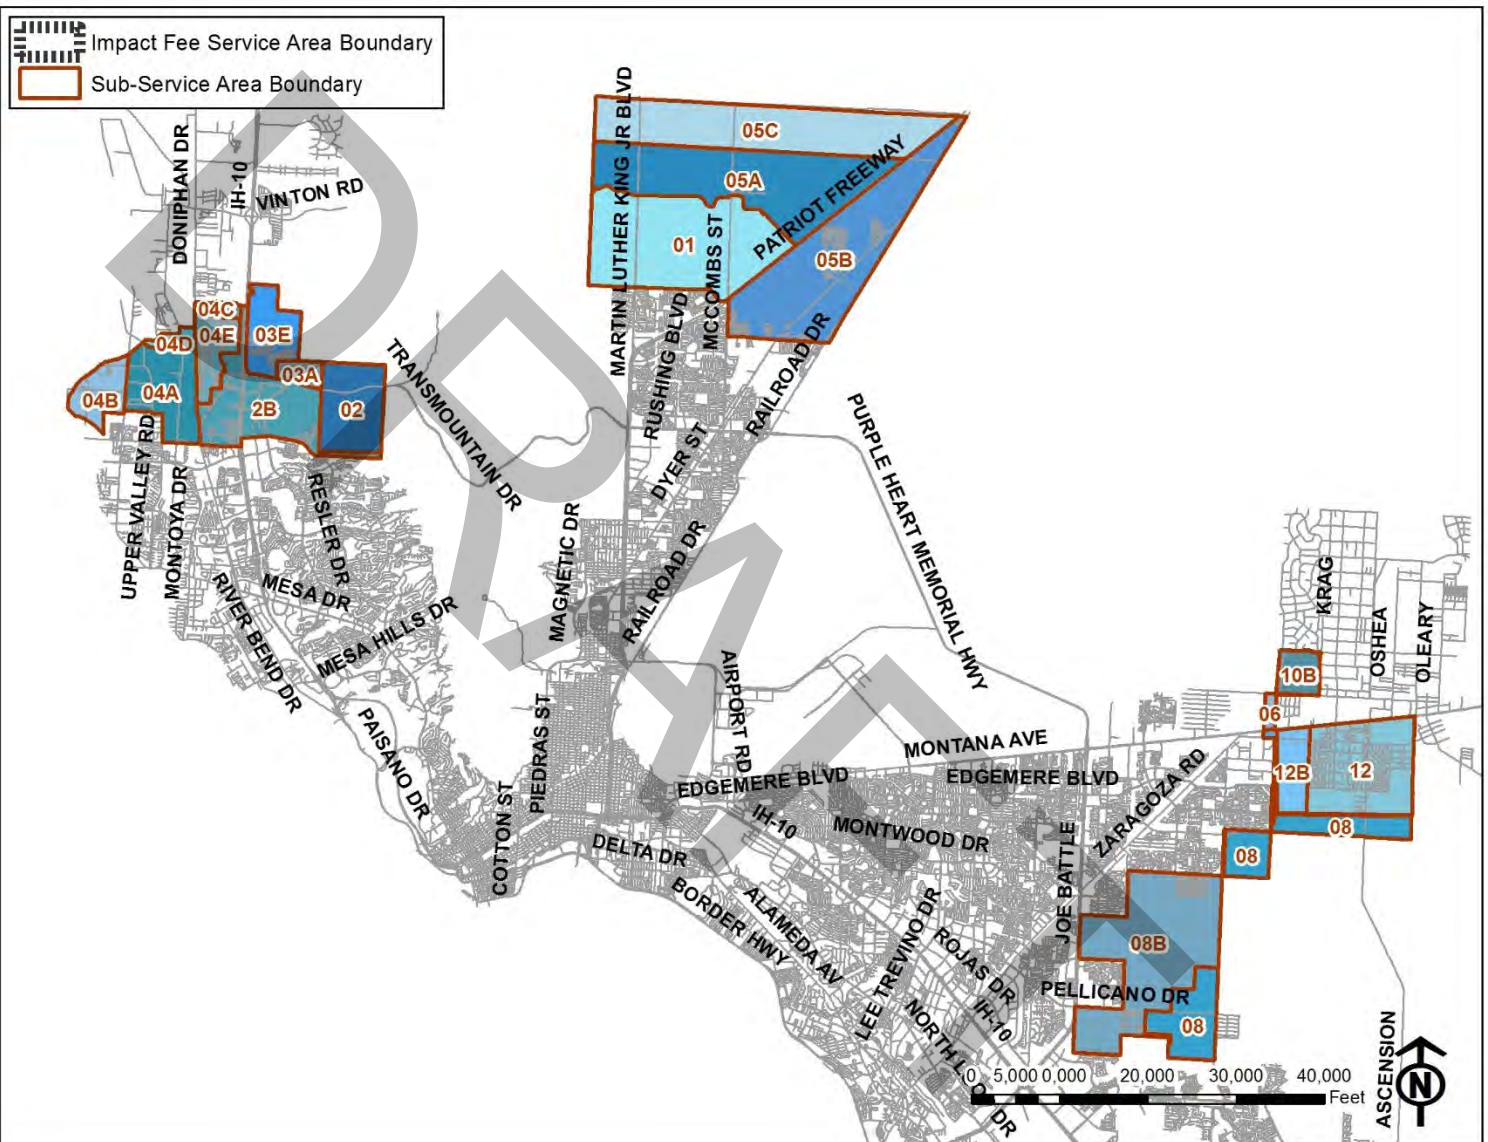 Impact Fee Service Area Boundary
Sub-Service Area Boundary
DRAFT
DONIPHAN DR
IH-10
VINTON RD
MARTIN LUTHER KING JR BLVD
05C
05A
PATRIOT FREEWAY
01
MCCOMBS ST
05B
04C
04E
03E
04D
03A
04B
04A
2B
02
TRANSMOUNTAIN DR
RUSHING BLVD
RAILROAD DR
DYER ST
PURPLE HEART MEMORIAL HWY
UPPER VALLEY RD
MONTOYA DR
RESLER DR
MESA DR
RIVER BEND DR
MESA HILLS DR
MAGNETIC DR
RAILROAD DR
KRAG
OSHEA
OLEARY
10B
06
12B
12
08
08
08B
08
PAISANO DR
PIEDRAS ST
COTTON ST
AIRPORT RD
MONTANA AVE
EDGEMERE BLVD
EDGEMERE BLVD
ZARAGOZA RD
IH-10
MONTWOOD DR
DELTA DR
BORDER HWY
ALAMEDA AV
LEE TREVINO DR
ROJAS DR
JOE BATTLE
PELLICANO DR
IH-10
NORTH LOOP DR
ASCENSION
0 5,000 0,000 20,000 30,000 40,000
Feet
N